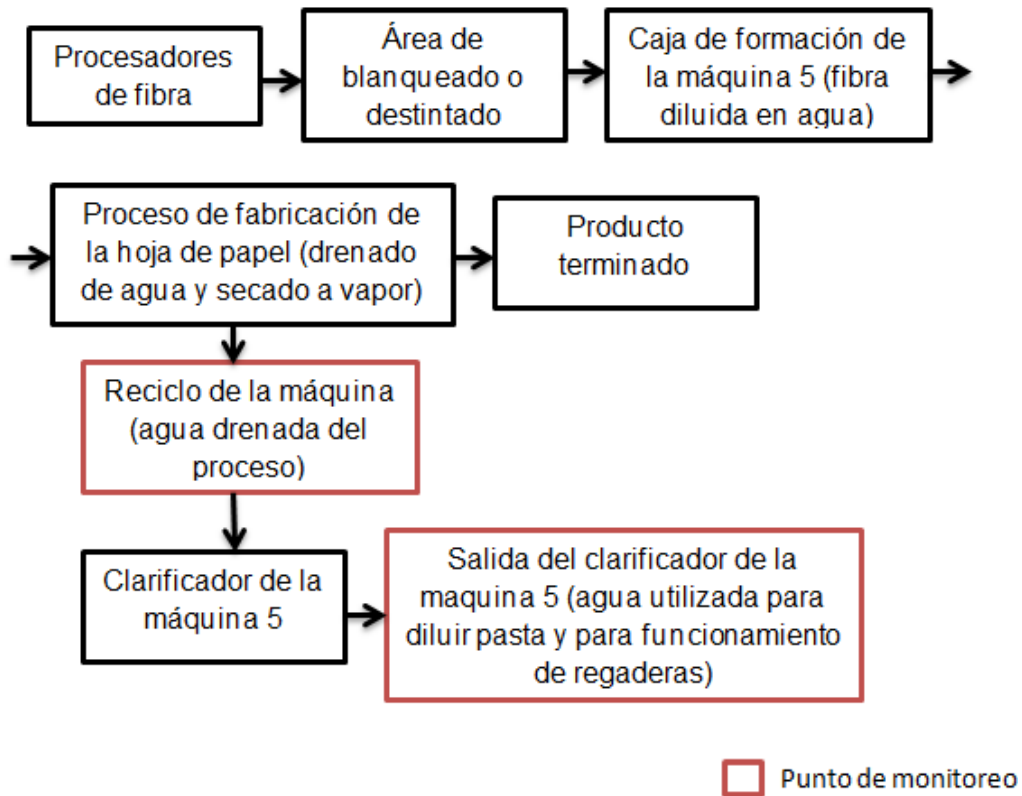 Procesadores
de fibra
Área de
blanqueado o
destintado
Caja de formación de
la máquina 5 (fibra
diluida en agua)
Proceso de fabricación de
la hoja de papel (drenado
de agua y secado a vapor)
Producto
terminado
Reciclo de la máquina
(agua drenada del
proceso)
Clarificador de la
máquina 5
Salida del clarificador de la
maquina 5 (agua utilizada para
diluir pasta y para funcionamiento
de regaderas)
Punto de monitoreo